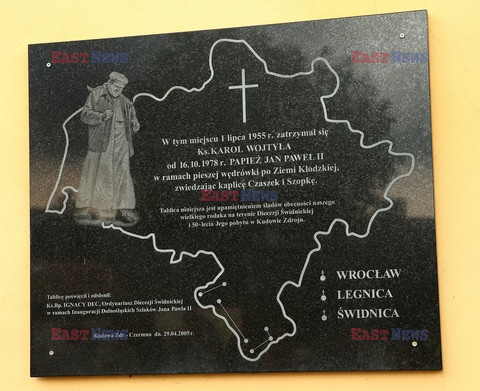 W tym miejscu 1 lipca 1955 r. zatrzymał się
Ks. KAROL WOJTYŁA
od 16.10.1978 r. PAPIEŻ JAN PAWEŁ II
w ramach pieszej wędrówki po Ziemi Kłodzkiej,
zwiedzając kaplicę Czaszek i Szopkę.
Tablica niniejsza jest upamiętnieniem śladów obecności naszego
wielkiego rodaka na terenie Diecezji Świdnickiej
i 50-lecia Jego pobytu w Kudowie Zdroju.
WROCŁAW
LEGNICA
ŚWIDNICA
Tablicę poświęcił i odsłonił:
Ks.Bp. IGNACY DEC, Ordynariusz Diecezji Świdnickiej
w ramach Inauguracji Dolnośląskich Szlaków Jana Pawła II
Kudowa Zdr.- Czermna dn. 29.04.2005r.
EAST NEWS
EAST NEWS
EAST NEWS
EAST NEWS
EAST NEWS